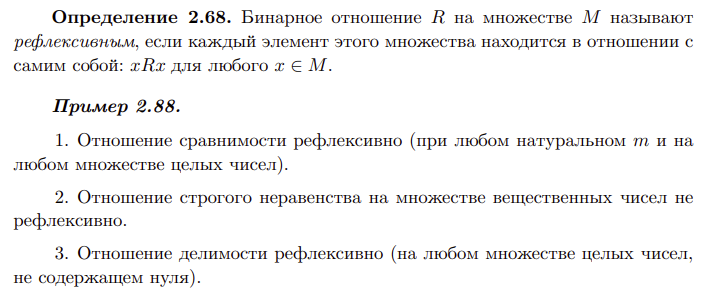 Определение 2.68. Бинарное отношение R на множестве M называют
рефлексивным, если каждый элемент этого множества находится в отношении с
самим собой: xRx для любого x ∈ M.
Пример 2.88.
1. Отношение сравнимости рефлексивно (при любом натуральном m и на
любом множестве целых чисел).
2. Отношение строгого неравенства на множестве вещественных чисел не
рефлексивно.
3. Отношение делимости рефлексивно (на любом множестве целых чисел,
не содержащем нуля).